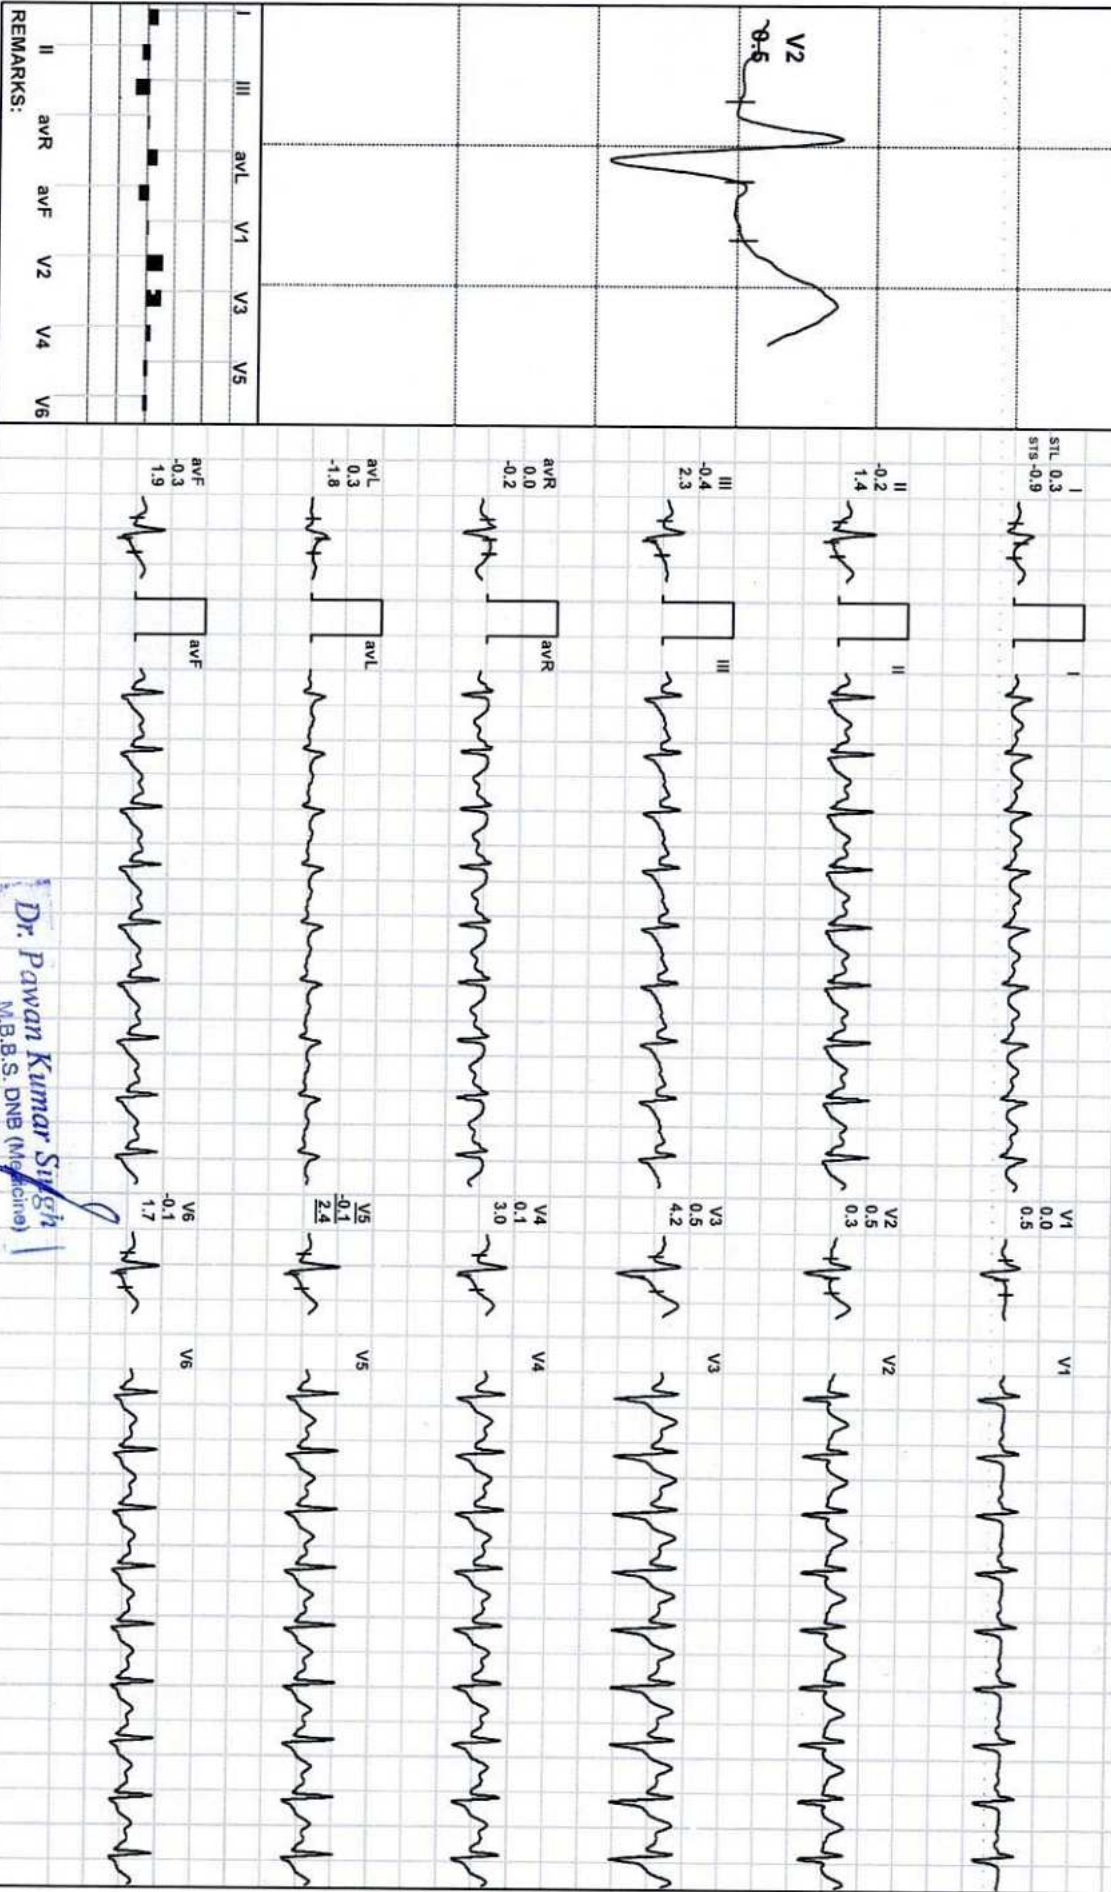 V2
0.5
I
III
avL
V1
V3
V5
II
avR
avF
V2
V4
V6
REMARKS:
I
STL 0.3
STS -0.9
I
V1
0.0
0.5
V1
II
-0.2
1.4
II
V2
0.5
0.3
V2
III
-0.4
2.3
III
V3
0.5
4.2
V3
avR
0.0
-0.2
avR
V4
0.1
3.0
V4
avL
0.3
-1.8
avL
V5
-0.1
2.4
V5
avF
-0.3
1.9
avF
V6
-0.1
1.7
V6
Dr. Pawan Kumar Singh
M.B.B.S. DNB (Medicine)